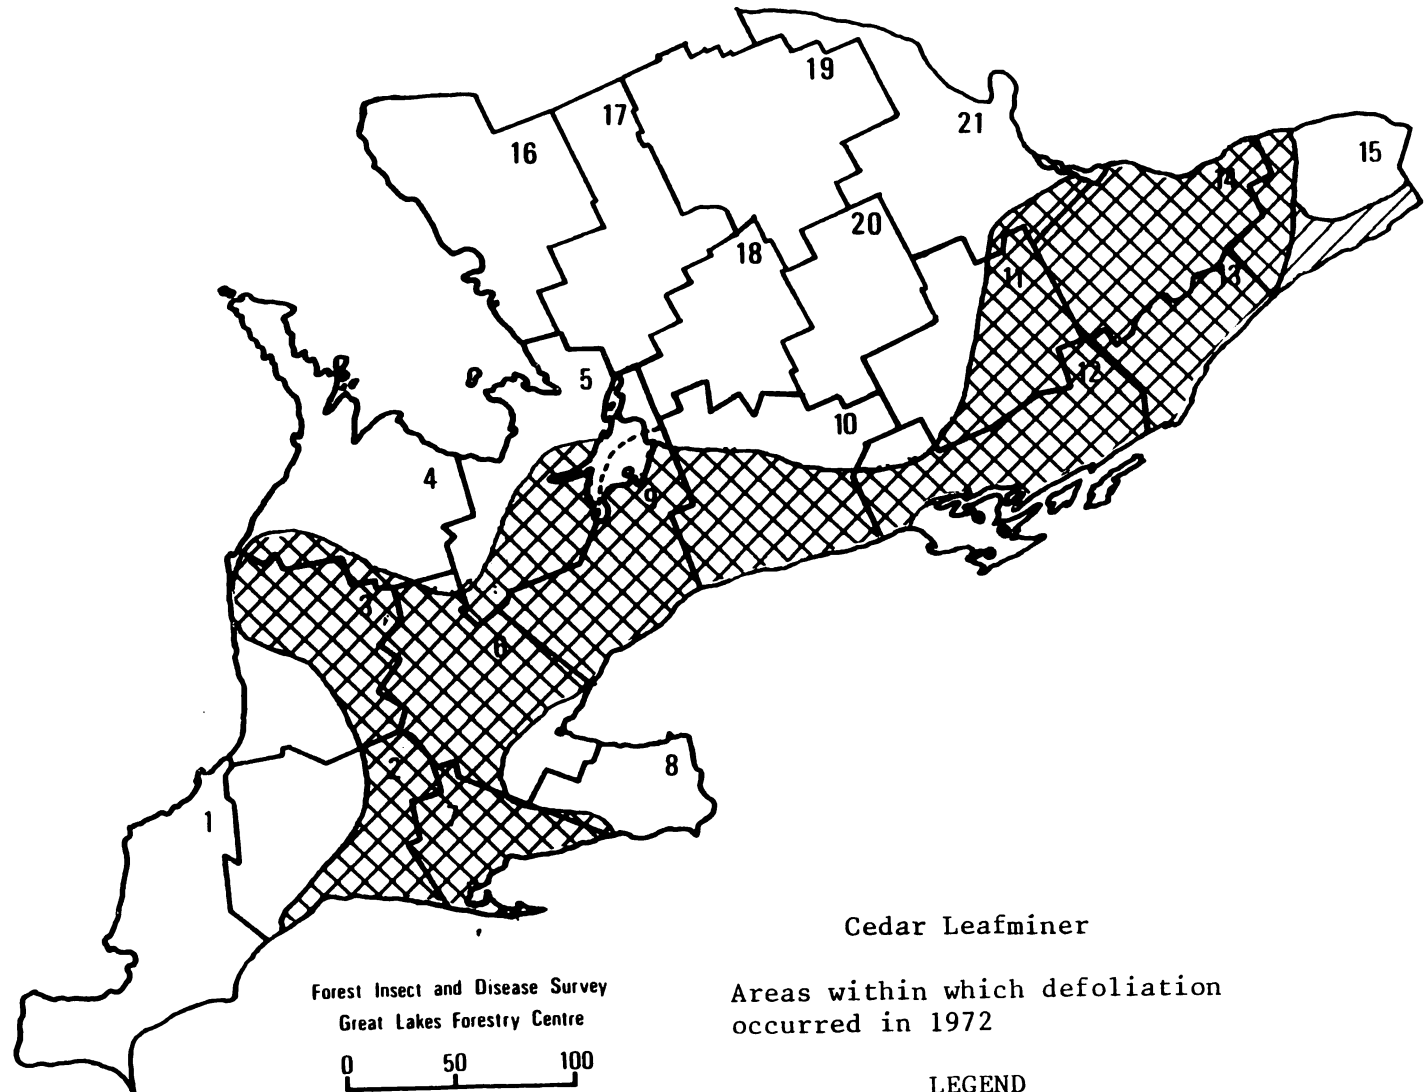 19
17
21
16
15
14
20
18
11
13
12
5
10
4
9
3
6
8
2
1
Cedar Leafminer
Forest Insect and Disease Survey
Great Lakes Forestry Centre
Areas within which defoliation
occurred in 1972
0 50 100
LEGEND